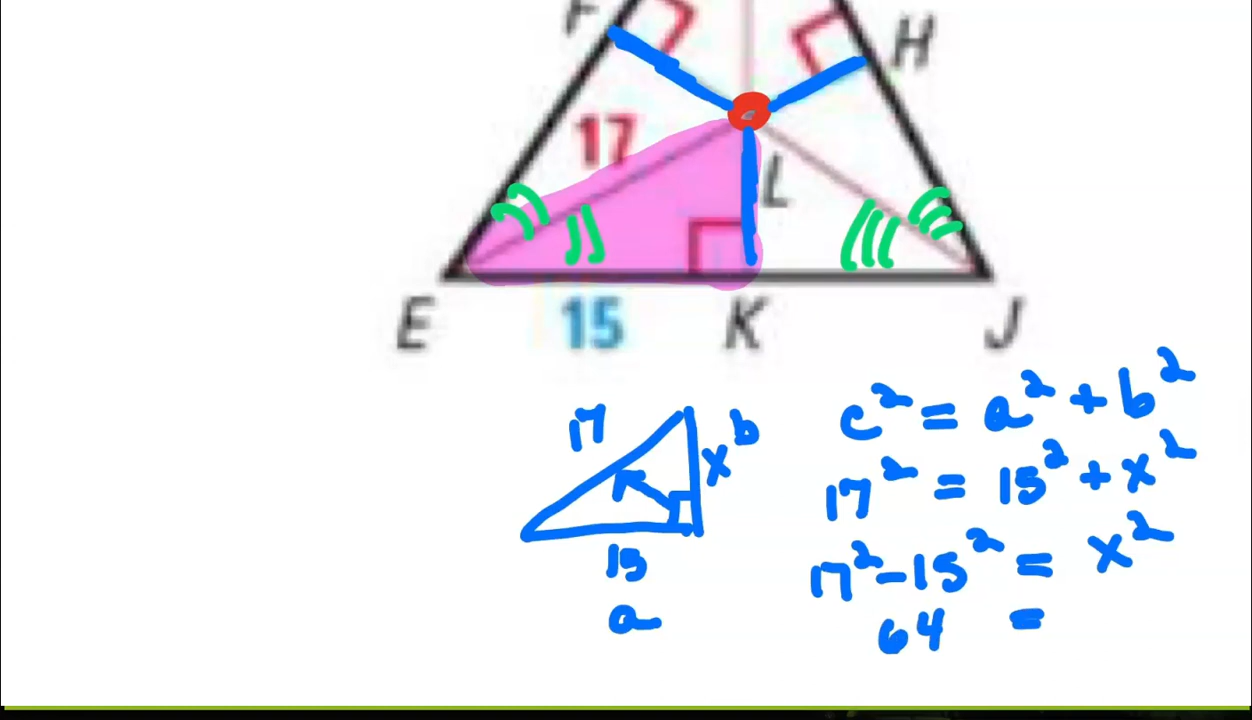 F
H
17
L
E 15 K J
17 x b
15
a
c² = a² + b²
17² = 15² + x²
17² - 15² = x²
64 =